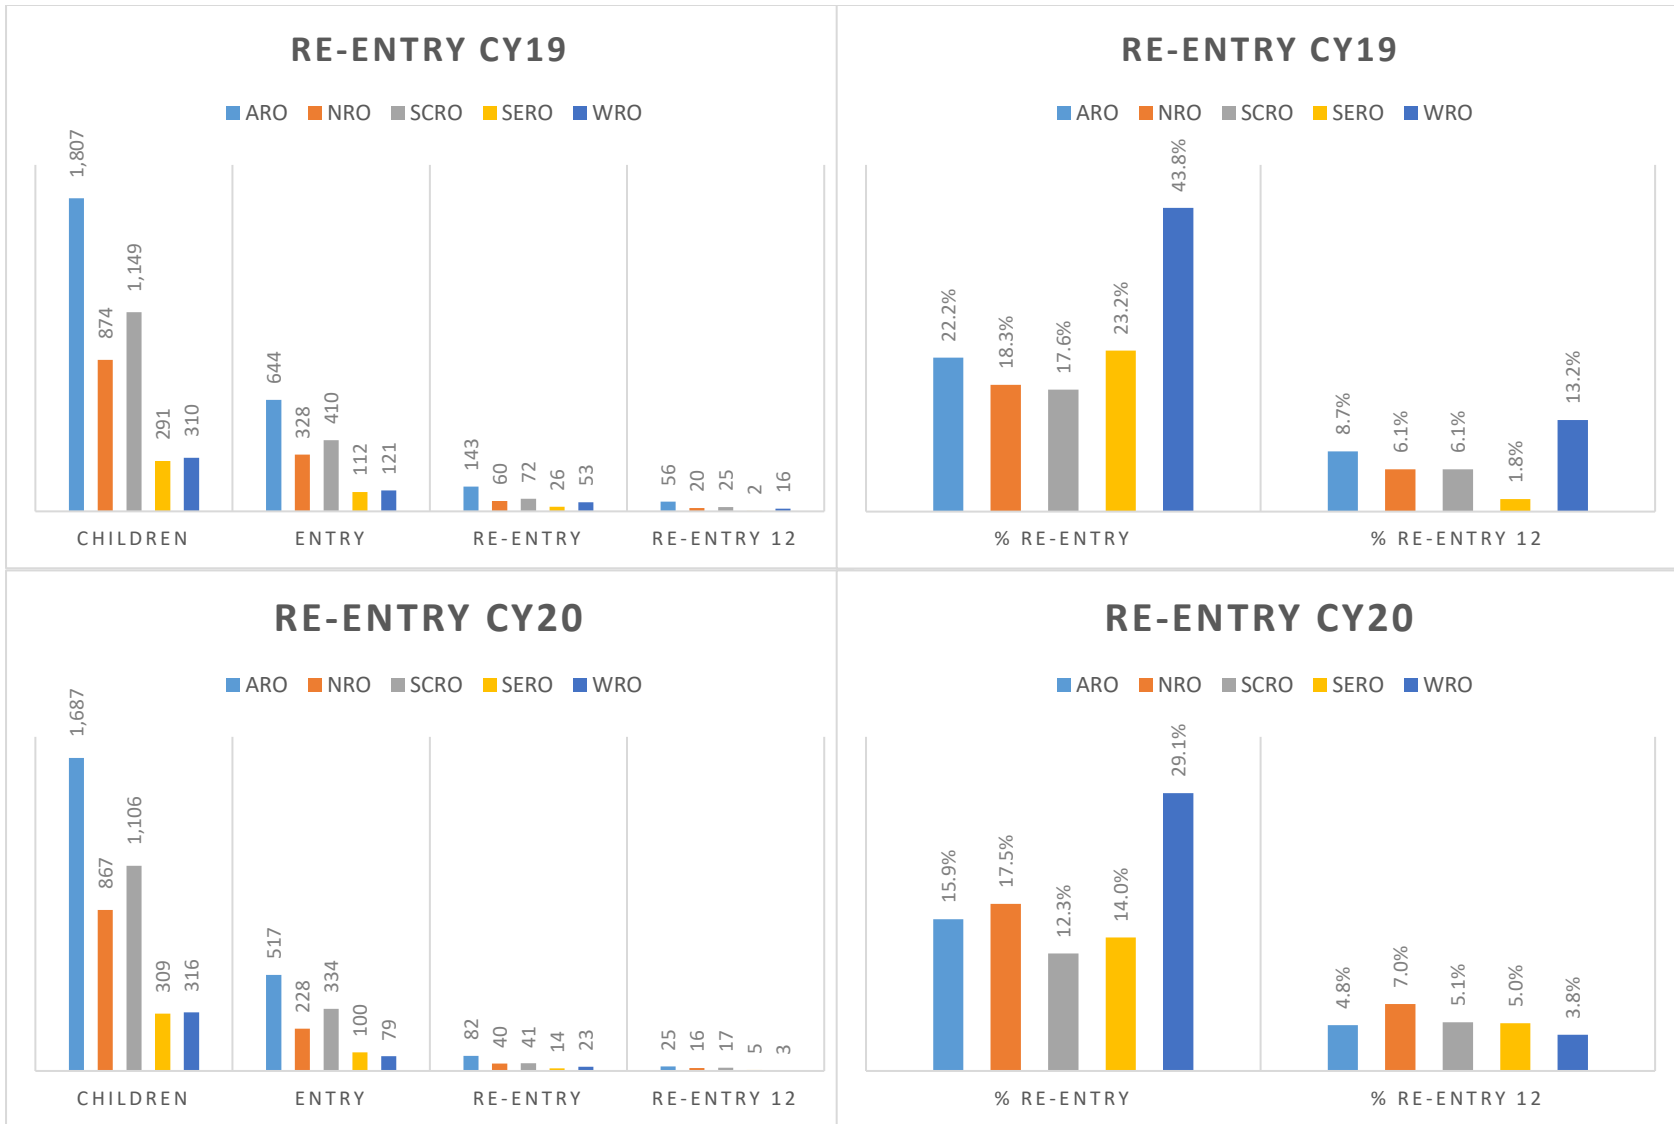 RE-ENTRY CY19
ARO NRO SCRO SERO WRO
1,807 874 1,149 291 310
644 328 410 112 121
143 60 72 26 53
56 20 25 2 16
CHILDREN ENTRY RE-ENTRY RE-ENTRY 12
RE-ENTRY CY19
ARO NRO SCRO SERO WRO
22.2% 18.3% 17.6% 23.2% 43.8%
8.7% 6.1% 6.1% 1.8% 13.2%
% RE-ENTRY % RE-ENTRY 12
RE-ENTRY CY20
ARO NRO SCRO SERO WRO
1,687 867 1,106 309 316
517 228 334 100 79
82 40 41 14 23
25 16 17 5 3
CHILDREN ENTRY RE-ENTRY RE-ENTRY 12
RE-ENTRY CY20
ARO NRO SCRO SERO WRO
15.9% 17.5% 12.3% 14.0% 29.1%
4.8% 7.0% 5.1% 5.0% 3.8%
% RE-ENTRY % RE-ENTRY 12